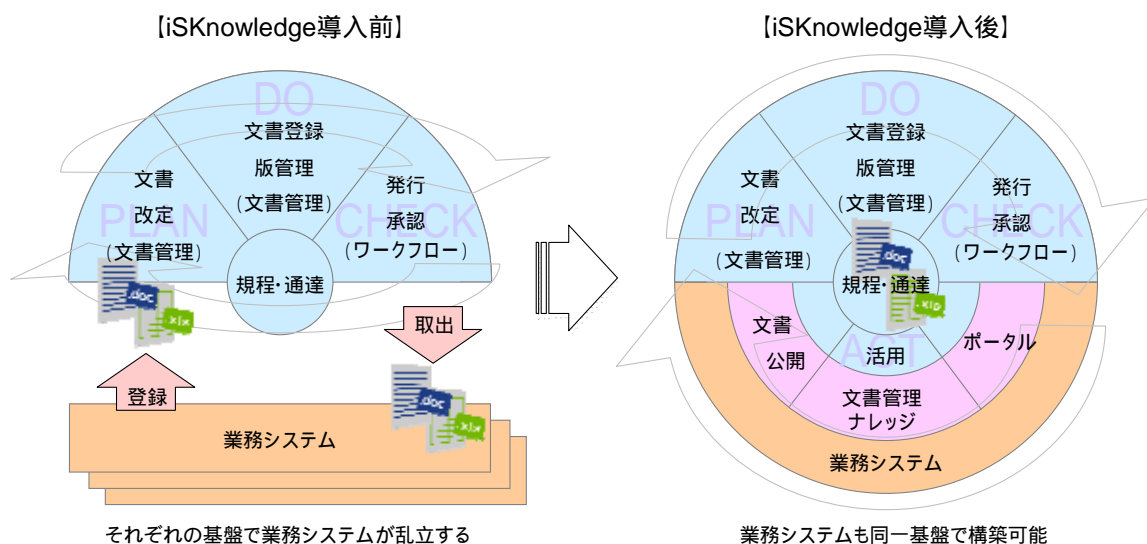 【iSKnowledge導入前】
DO
文書登録
版管理
(文書管理)
PLAN
文書
改定
(文書管理)
CHECK
発行
承認
(ワークフロー)
規程・通達
.doc
.xlx
登録
取出
.doc
.xlx
業務システム
それぞれの基盤で業務システムが乱立する
【iSKnowledge導入後】
DO
文書登録
版管理
(文書管理)
PLAN
文書
改定
(文書管理)
CHECK
発行
承認
(ワークフロー)
.doc
規程・通達
ACT
活用
文書
公開
ポータル
文書管理
ナレッジ
業務システム
業務システムも同一基盤で構築可能